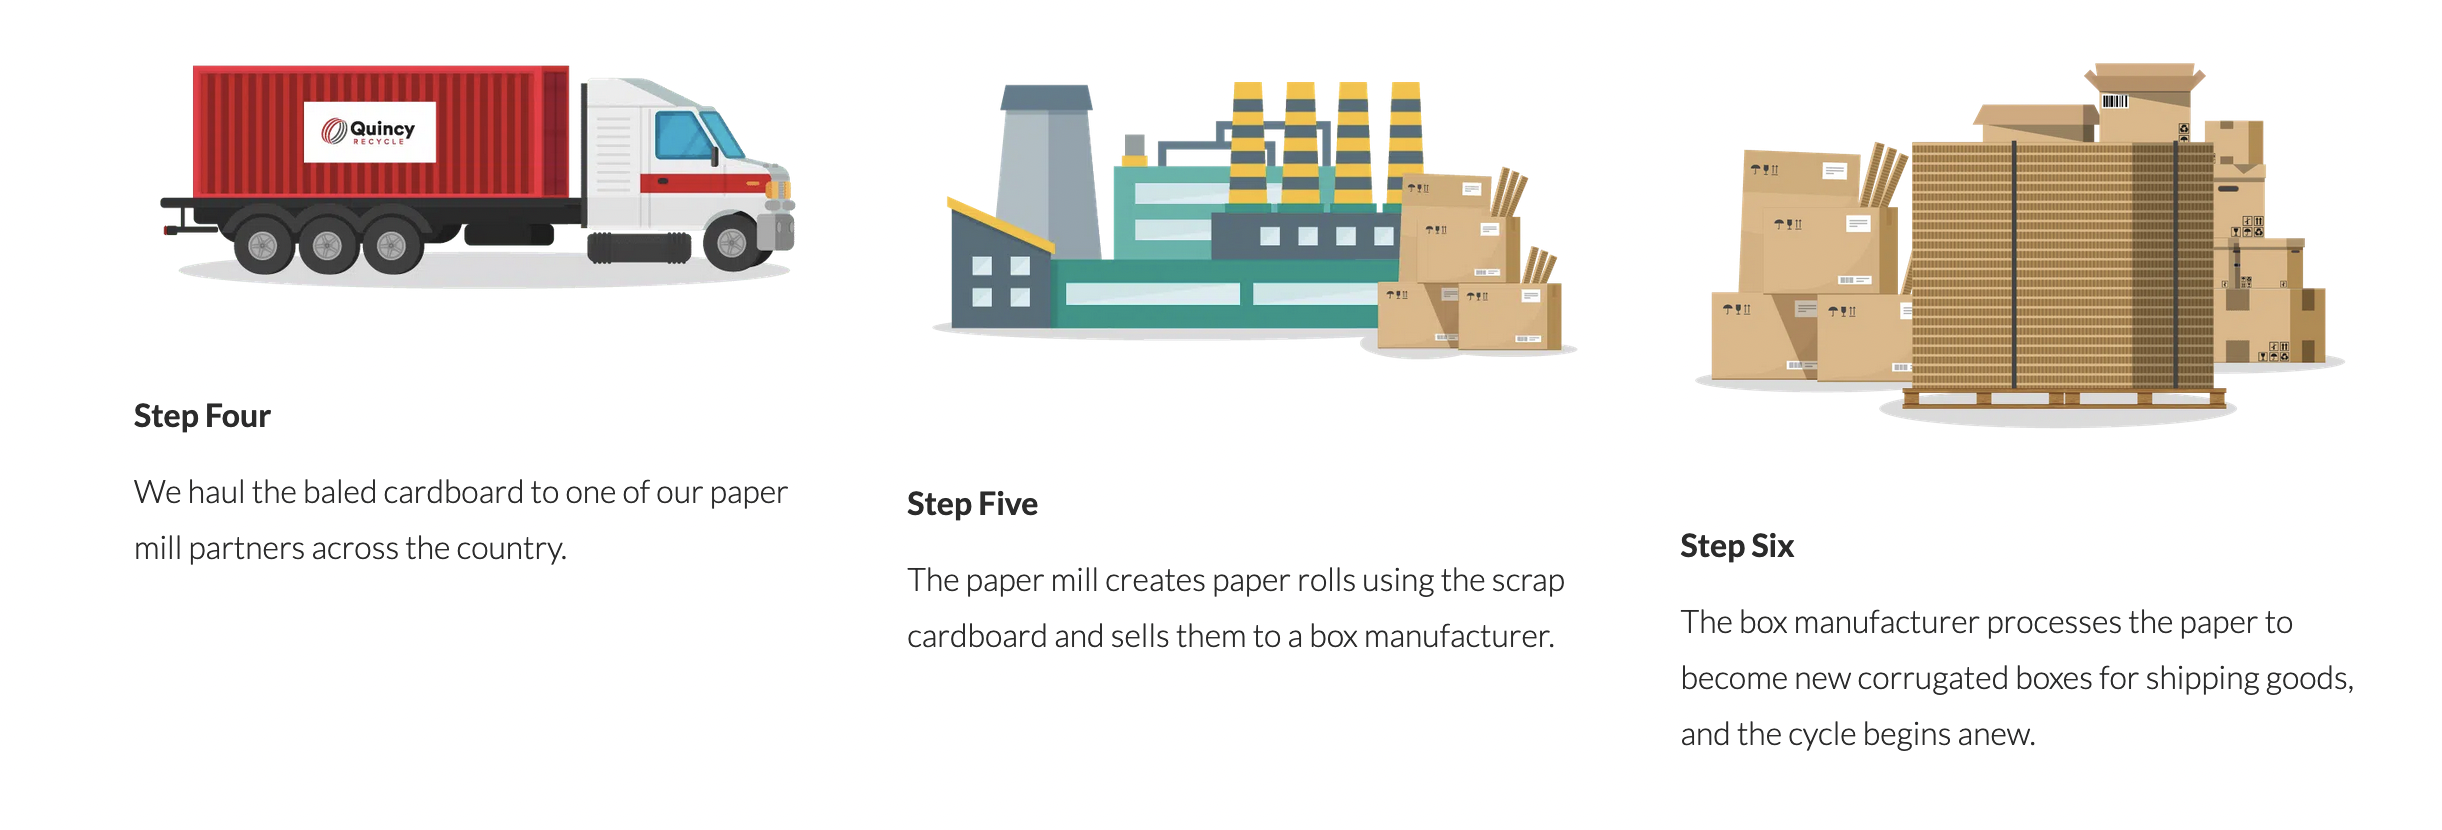 Quincy
RECYCLE
Step Four
We haul the baled cardboard to one of our paper
mill partners across the country.
Step Five
The paper mill creates paper rolls using the scrap
cardboard and sells them to a box manufacturer.
Step Six
The box manufacturer processes the paper to
become new corrugated boxes for shipping goods,
and the cycle begins anew.